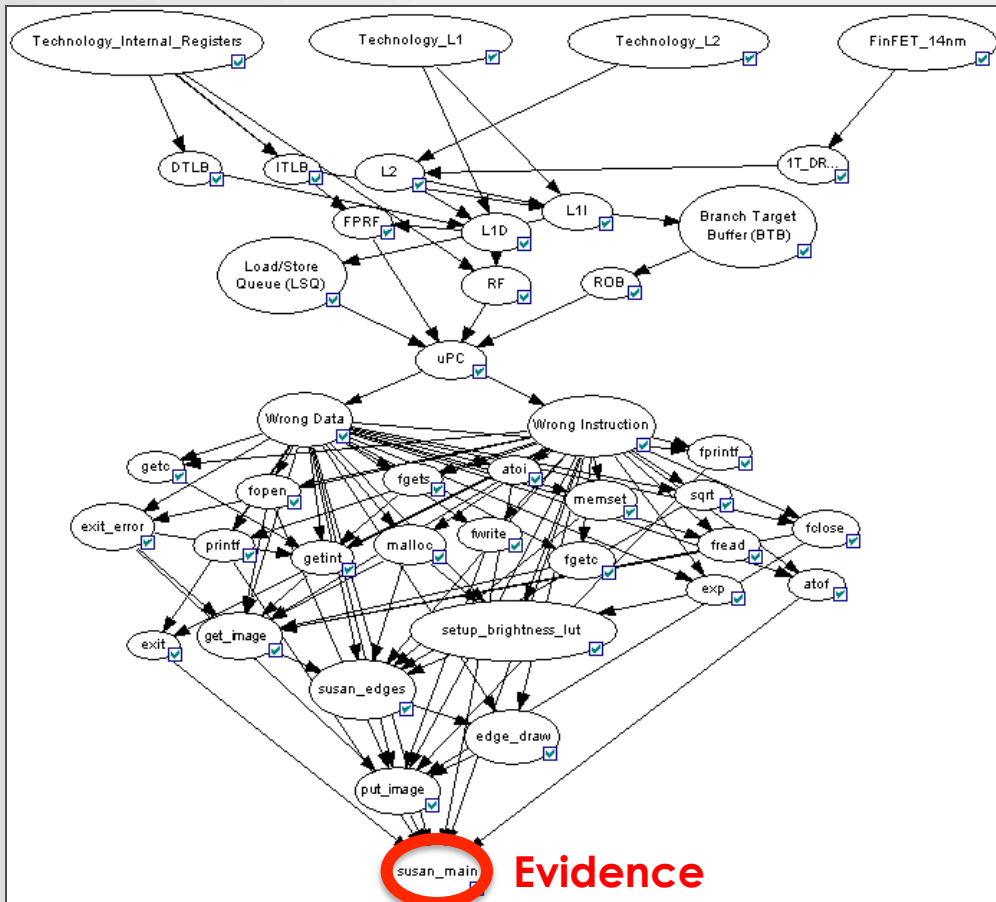 Technology_Internal_Registers
Technology_L1
Technology_L2
FinFET_14nm
DTLB
ITLB
L2
1T_DR...
FPRF
L1D
L1I
Branch Target
Buffer (BTB)
Load/Store
Queue (LSQ)
RF
ROB
uPC
Wrong Data
Wrong Instruction
getc
fopen
fgets
atoi
memset
sqrt
fprintf
exit_error
printf
getint
malloc
fwrite
fgetc
fread
fclose
exp
atof
exit
get_image
setup_brightness_lut
susan_edges
edge_draw
put_image
susan_main
Evidence